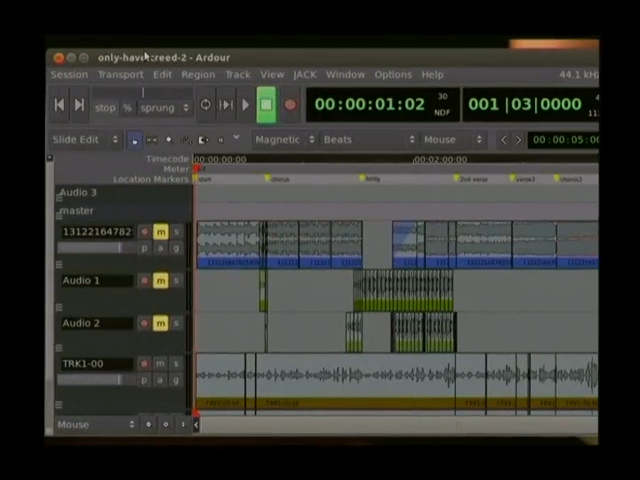 only-have-creed-2 - Ardour
Session Transport Edit Region Track View JACK Window Options Help 44.1 kHz
stop % sprung 00:00:01:02 30 NDF 001|03|0000
Slide Edit Magnetic Beats Mouse 00:00:05:00
Timecode 00:00:00:00 00:02:00:00
Meter
Location Markers start chorus bridg 2nd verse verse3 chorus3
Audio 3
master
13122164782 m s
p a g
Audio 1 m s
Audio 2 m s
TRK1-00 m s
p a g
Mouse